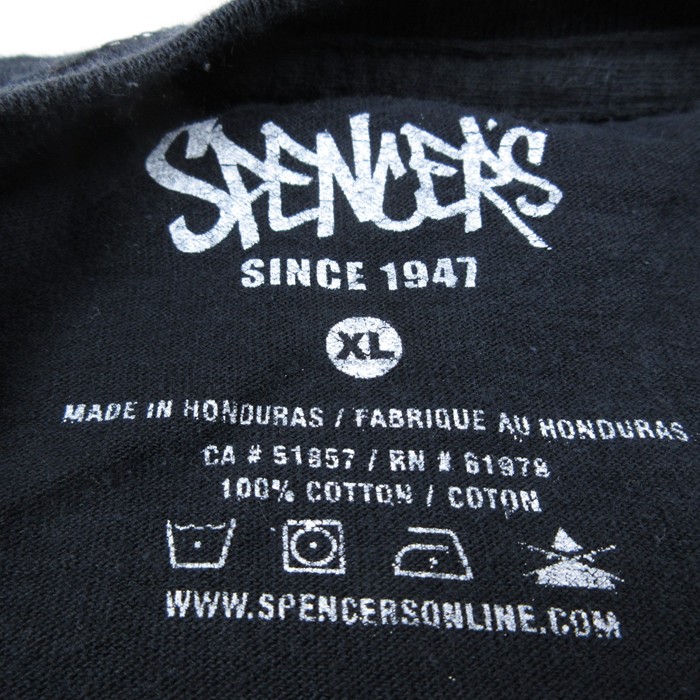 SPENCER'S
SINCE 1947
XL
MADE IN HONDURAS / FABRIQUE AU HONDURAS
CA # 51857 / RN # 61979
100% COTTON / COTON
WWW.SPENCERSONLINE.COM